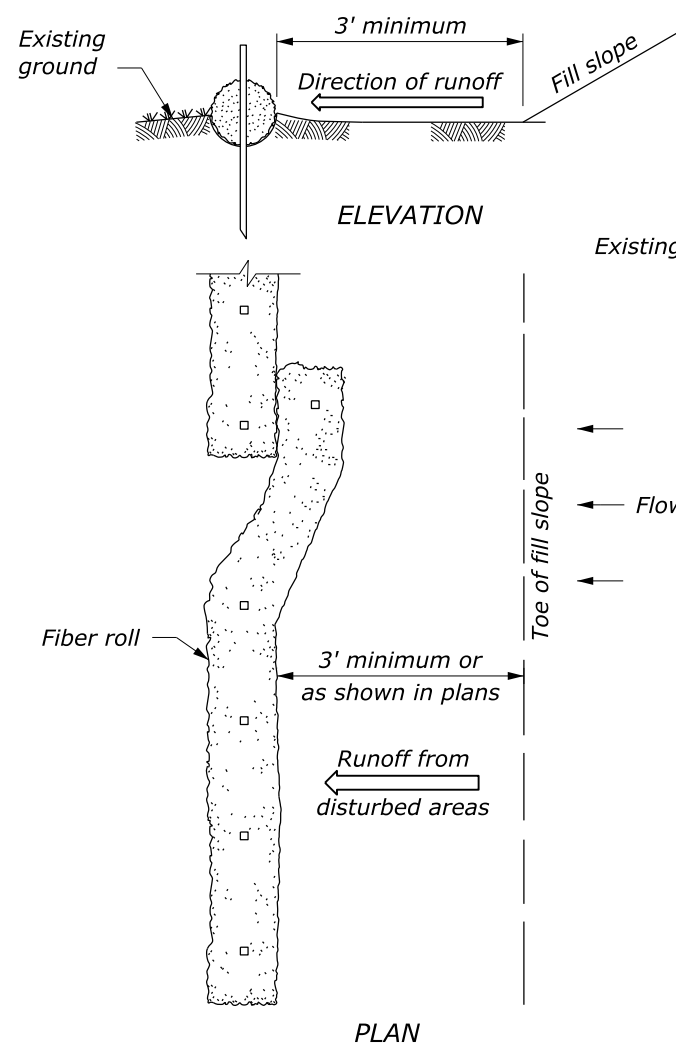 Existing
ground
3' minimum
Direction of runoff
Fill slope
ELEVATION
Existing
Toe of fill slope
Fiber roll
3' minimum or
as shown in plans
Runoff from
disturbed areas
PLAN